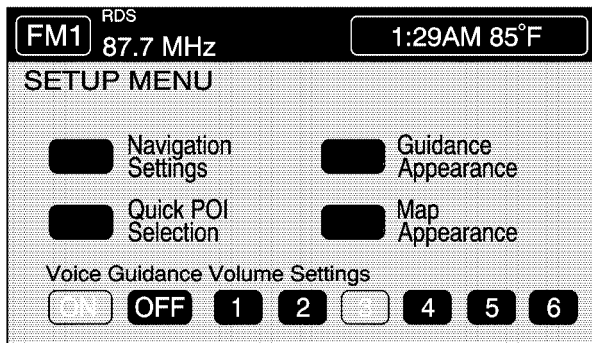 RDS
FM1 87.7 MHz 1:29AM 85°F
SETUP MENU
Navigation Settings
Guidance Appearance
Quick POI Selection
Map Appearance
Voice Guidance Volume Settings
ON OFF 1 2 3 4 5 6